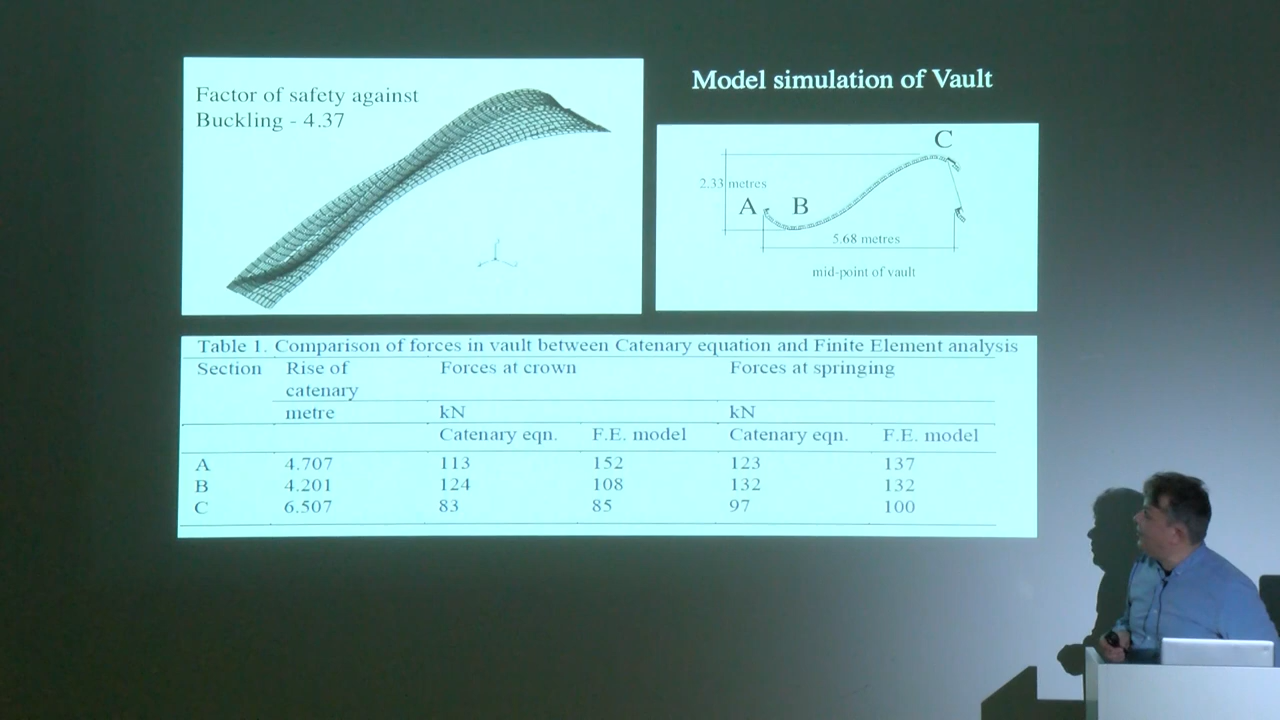 Factor of safety against
Buckling - 4.37
Model simulation of Vault
C
2.33 metres
A
B
5.68 metres
mid-point of vault
Table 1. Comparison of forces in vault between Catenary equation and Finite Element analysis
Section Rise of Forces at crown Forces at springing
catenary
metre kN kN
Catenary eqn. F.E. model Catenary eqn. F.E. model
A 4.707 113 152 123 137
B 4.201 124 108 132 132
C 6.507 83 85 97 100